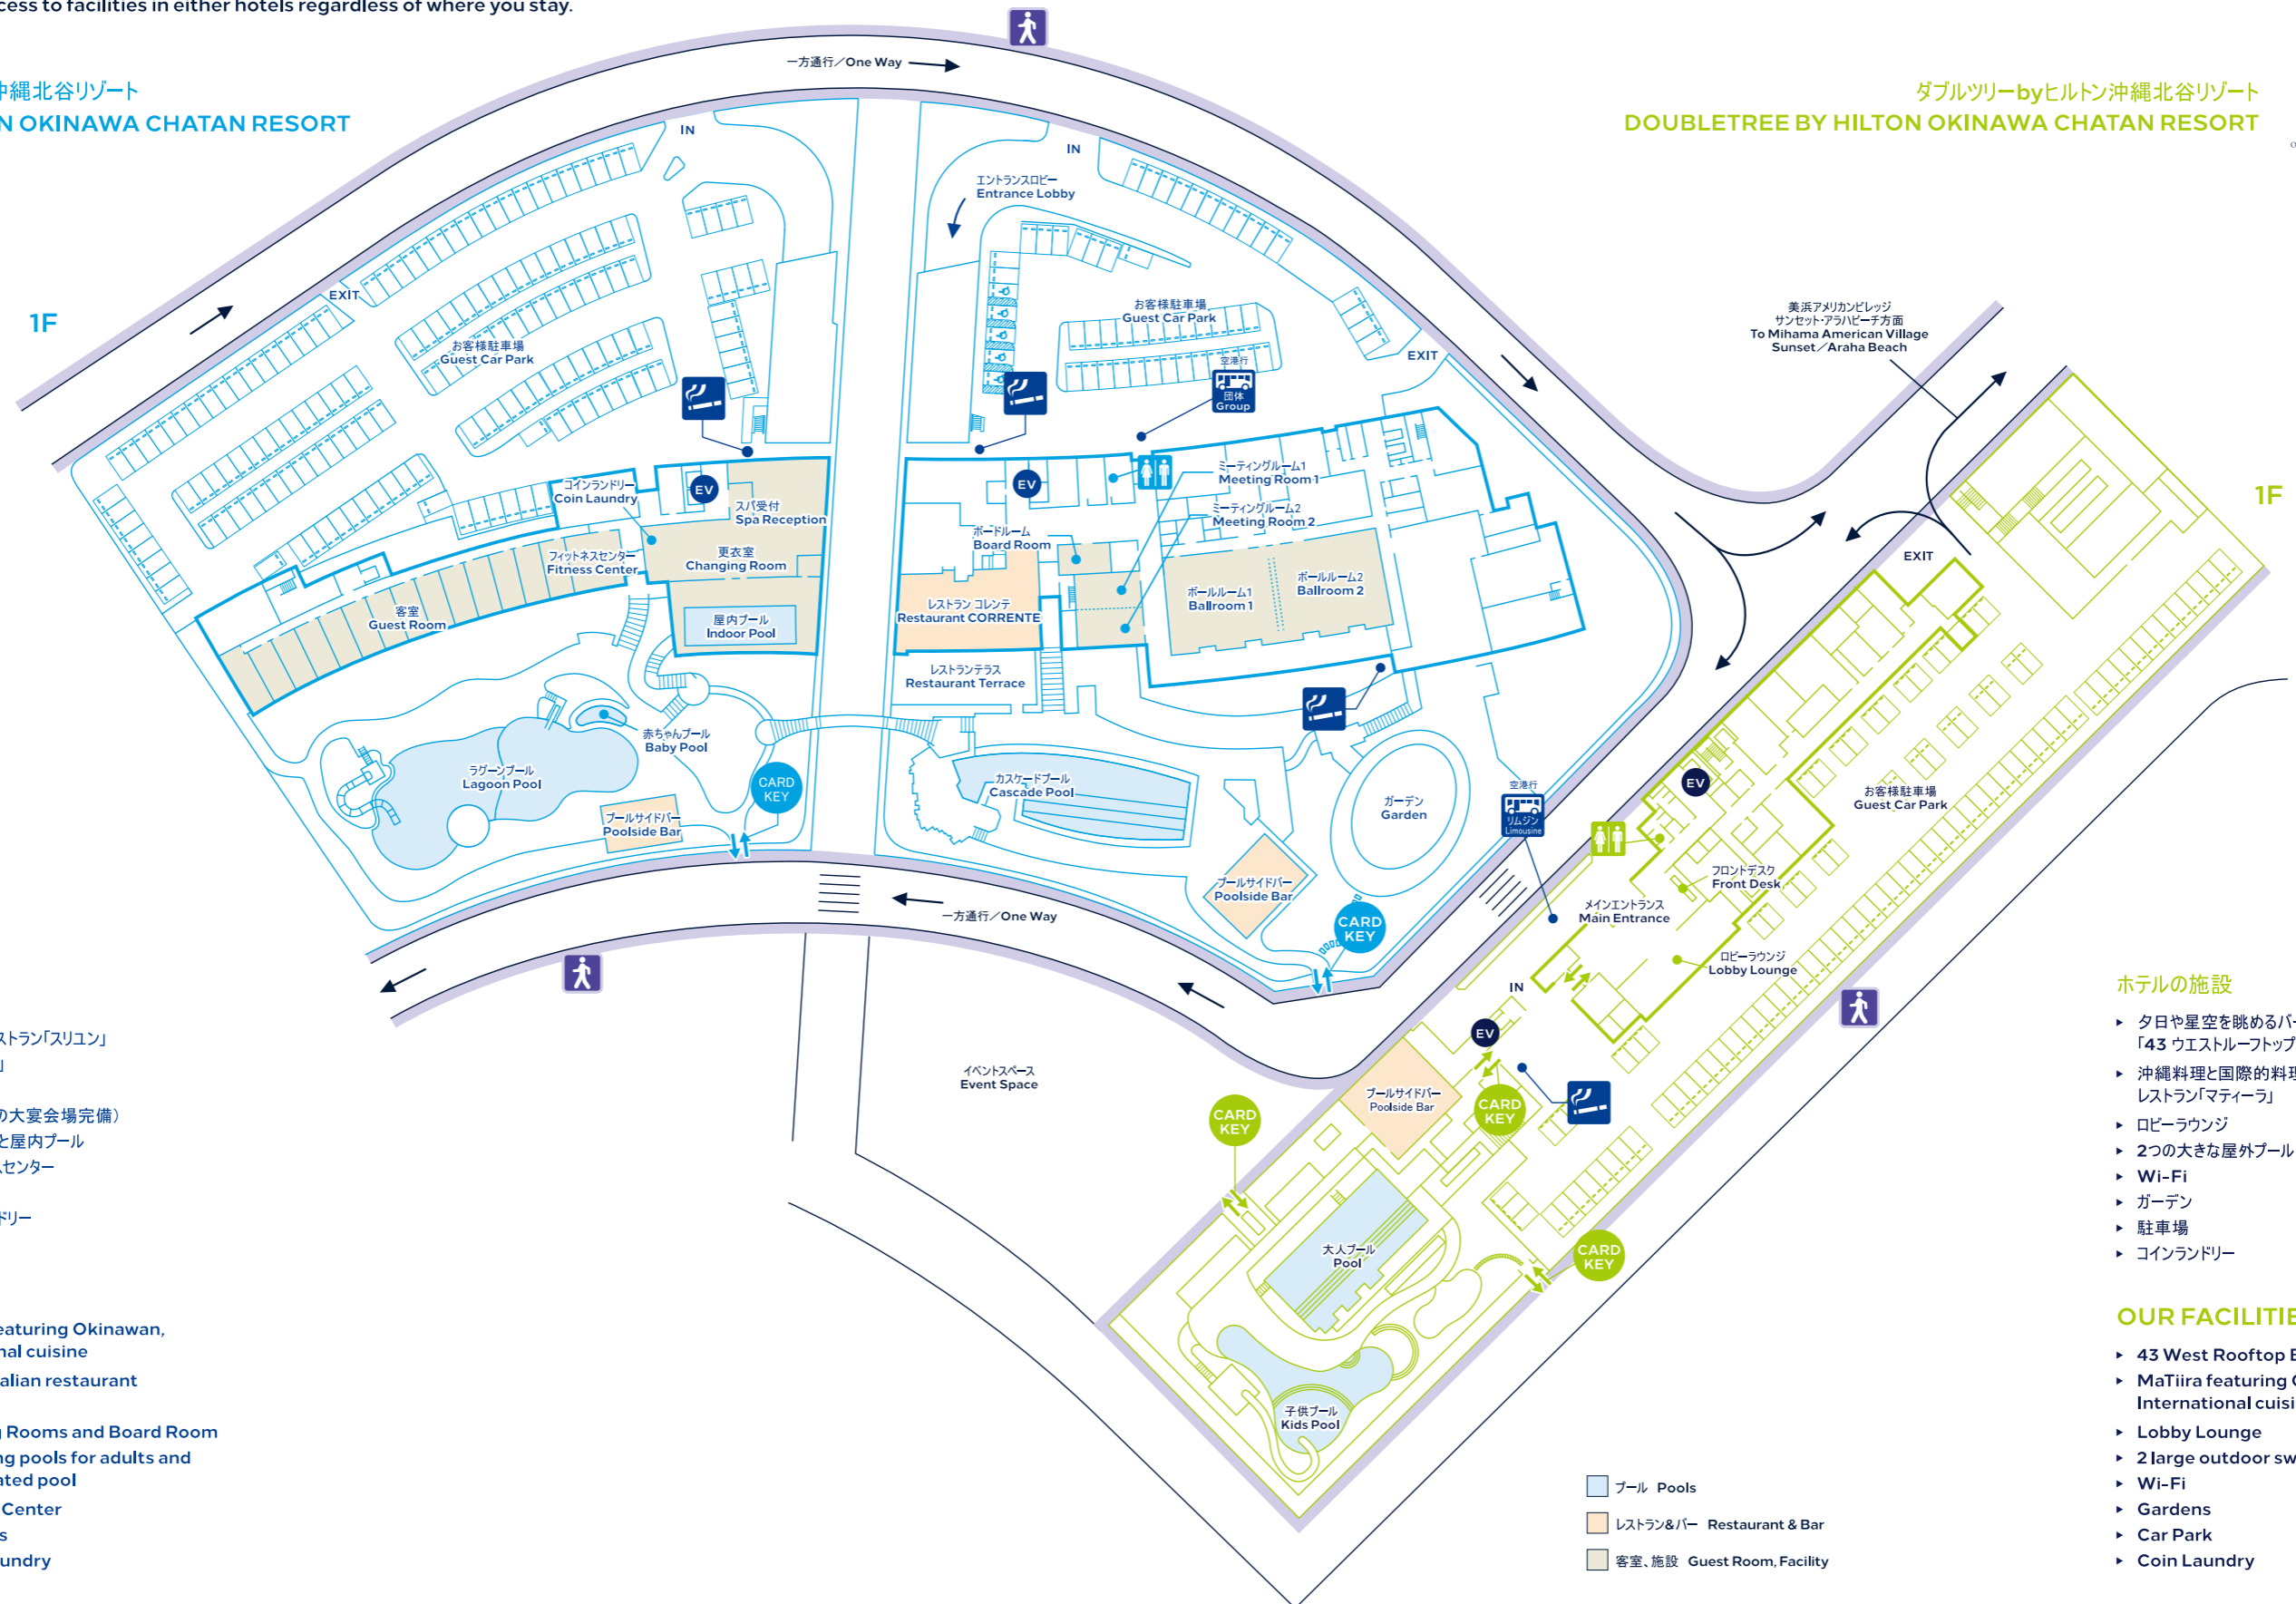 cess to facilities in either hotels regardless of where you stay.
沖縄北谷リゾート
N OKINAWA CHATAN RESORT
ダブルツリーbyヒルトン沖縄北谷リゾート
DOUBLETREE BY HILTON OKINAWA CHATAN RESORT
一方通行／One Way
IN
IN
エントランスロビー
Entrance Lobby
EXIT
1F
お客様駐車場
Guest Car Park
お客様駐車場
Guest Car Park
EXIT
空港行
団体
Group
美浜アメリカンビレッジ
サンセット・アラハビーチ方面
To Mihama American Village
Sunset／Araha Beach
1F
コインランドリー
Coin Laundry
EV
スパ受付
Spa Reception
EV
ミーティングルーム1
Meeting Room 1
ミーティングルーム2
Meeting Room 2
ボードルーム
Board Room
フィットネスセンター
Fitness Center
更衣室
Changing Room
EXIT
客室
Guest Room
屋内プール
Indoor Pool
レストラン コレンテ
Restaurant CORRENTE
ボールルーム1
Ballroom 1
ボールルーム2
Ballroom 2
レストランテラス
Restaurant Terrace
赤ちゃんプール
Baby Pool
ラグーンプール
Lagoon Pool
CARD
KEY
カスケードプール
Cascade Pool
ガーデン
Garden
空港行
リムジン
Limousine
EV
お客様駐車場
Guest Car Park
プールサイドバー
Poolside Bar
プールサイドバー
Poolside Bar
フロントデスク
Front Desk
メインエントランス
Main Entrance
一方通行／One Way
CARD
KEY
ロビーラウンジ
Lobby Lounge
IN
EV
イベントスペース
Event Space
プールサイドバー
Poolside Bar
CARD
KEY
CARD
KEY
大人プール
Pool
CARD
KEY
子供プール
Kids Pool
プール Pools
レストラン&バー Restaurant & Bar
客室、施設 Guest Room, Facility
ストラン「スリユン」
」
の大宴会場完備）
と屋内プール
スセンター
ドリー
eaturing Okinawan,
nal cuisine
alian restaurant
g Rooms and Board Room
ng pools for adults and
ated pool
Center
s
undry
ホテルの施設
▸ 夕日や星空を眺めるバー
「43 ウエストルーフトップ
▸ 沖縄料理と国際的料理
レストラン「マティーラ」
▸ ロビーラウンジ
▸ 2つの大きな屋外プール
▸ Wi-Fi
▸ ガーデン
▸ 駐車場
▸ コインランドリー
OUR FACILITIE
▸ 43 West Rooftop B
▸ MaTiira featuring O
International cuisi
▸ Lobby Lounge
▸ 2 large outdoor sw
▸ Wi-Fi
▸ Gardens
▸ Car Park
▸ Coin Laundry